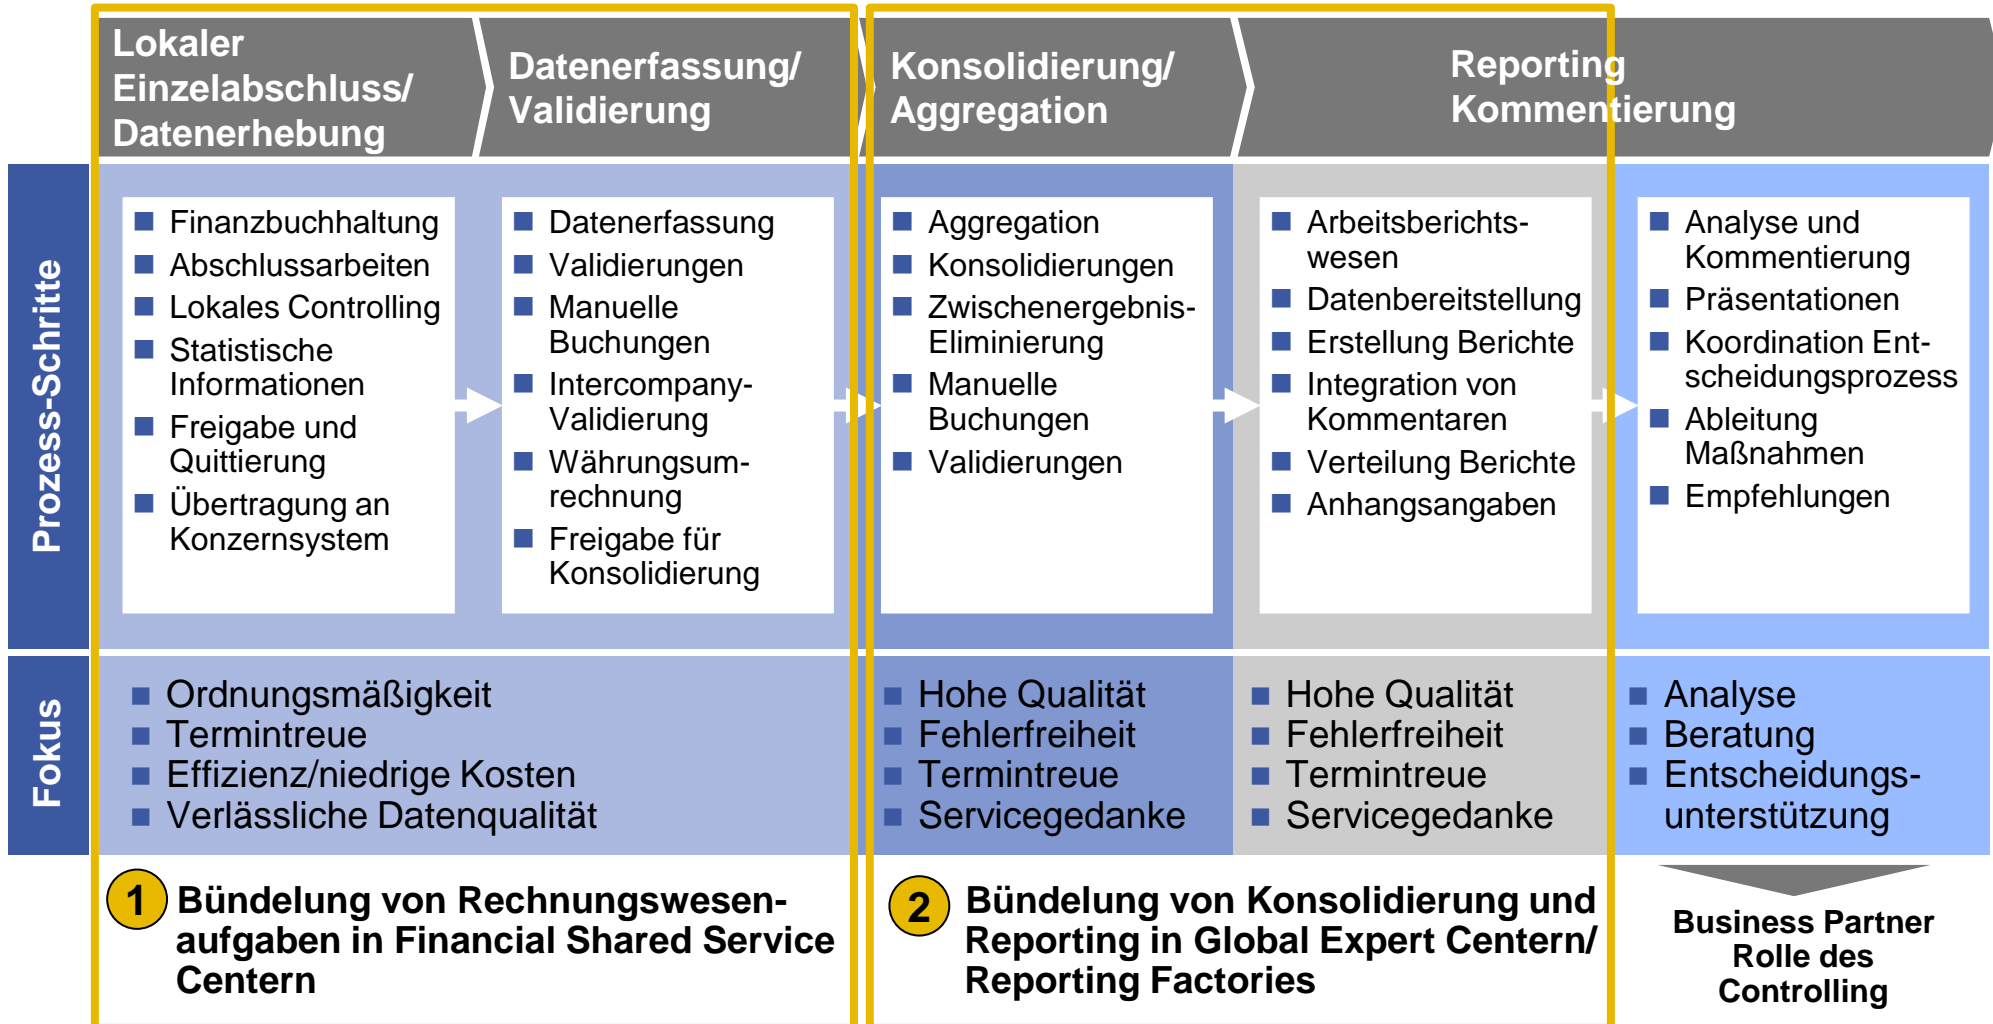 Lokaler
Einzelabschluss/
Datenerhebung
Datenerfassung/
Validierung
Konsolidierung/
Aggregation
Reporting
Kommentierung
Prozess-Schritte
Finanzbuchhaltung
Abschlussarbeiten
Lokales Controlling
Statistische
Informationen
Freigabe und
Quittierung
Übertragung an
Konzernsystem
Datenerfassung
Validierungen
Manuelle
Buchungen
Intercompany-
Validierung
Währungsum-
rechnung
Freigabe für
Konsolidierung
Aggregation
Konsolidierungen
Zwischenergebnis-
Eliminierung
Manuelle
Buchungen
Validierungen
Arbeitsberichts-
wesen
Datenbereitstellung
Erstellung Berichte
Integration von
Kommentaren
Verteilung Berichte
Anhangsangaben
Analyse und
Kommentierung
Präsentationen
Koordination Ent-
scheidungsprozess
Ableitung
Maßnahmen
Empfehlungen
Fokus
Ordnungsmäßigkeit
Termintreue
Effizienz/niedrige Kosten
Verlässliche Datenqualität
Hohe Qualität
Fehlerfreiheit
Termintreue
Servicegedanke
Hohe Qualität
Fehlerfreiheit
Termintreue
Servicegedanke
Analyse
Beratung
Entscheidungs-
unterstützung
1
Bündelung von Rechnungswesen-
aufgaben in Financial Shared Service
Centern
2
Bündelung von Konsolidierung und
Reporting in Global Expert Centern/
Reporting Factories
Business Partner
Rolle des
Controlling